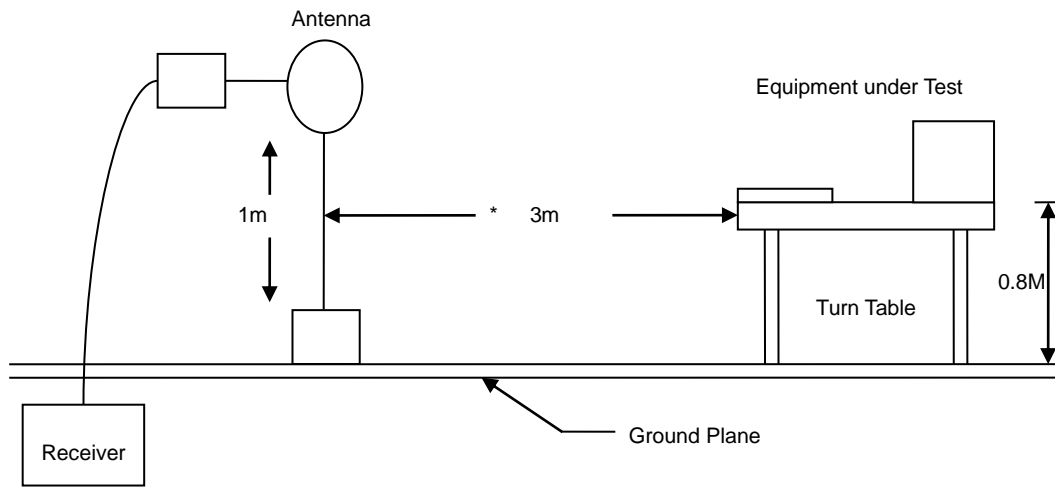 Antenna
Equipment under Test
1m
* 3m
0.8M
Turn Table
Ground Plane
Receiver